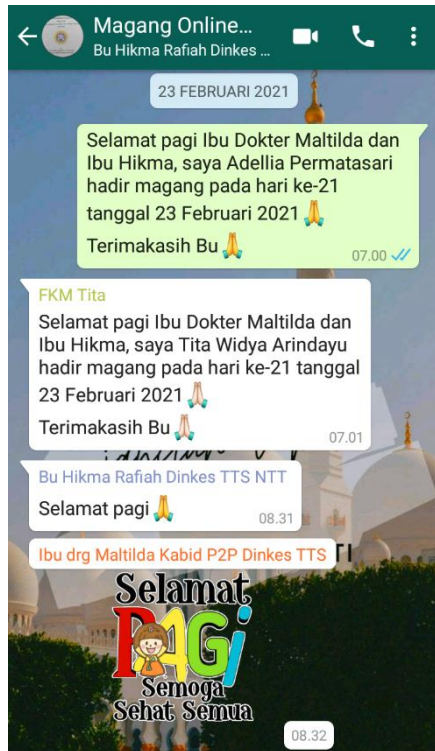 Magang Online...
Bu Hikma Rafiah Dinkes ...
23 FEBRUARI 2021
Selamat pagi Ibu Dokter Maltilda dan
Ibu Hikma, saya Adellia Permatasari
hadir magang pada hari ke-21
tanggal 23 Februari 2021🙏
Terimakasih Bu🙏
07.00
FKM Tita
Selamat pagi Ibu Dokter Maltilda dan
Ibu Hikma, saya Tita Widya Arindayu
hadir magang pada hari ke-21 tanggal
23 Februari 2021🙏🏻
Terimakasih Bu🙏🏻
07.01
Bu Hikma Rafiah Dinkes TTS NTT
Selamat pagi🙏
08.31
Ibu drg Maltilda Kabid P2P Dinkes TTS
Selamat
PAGi
Semoga
Sehat Semua
08.32